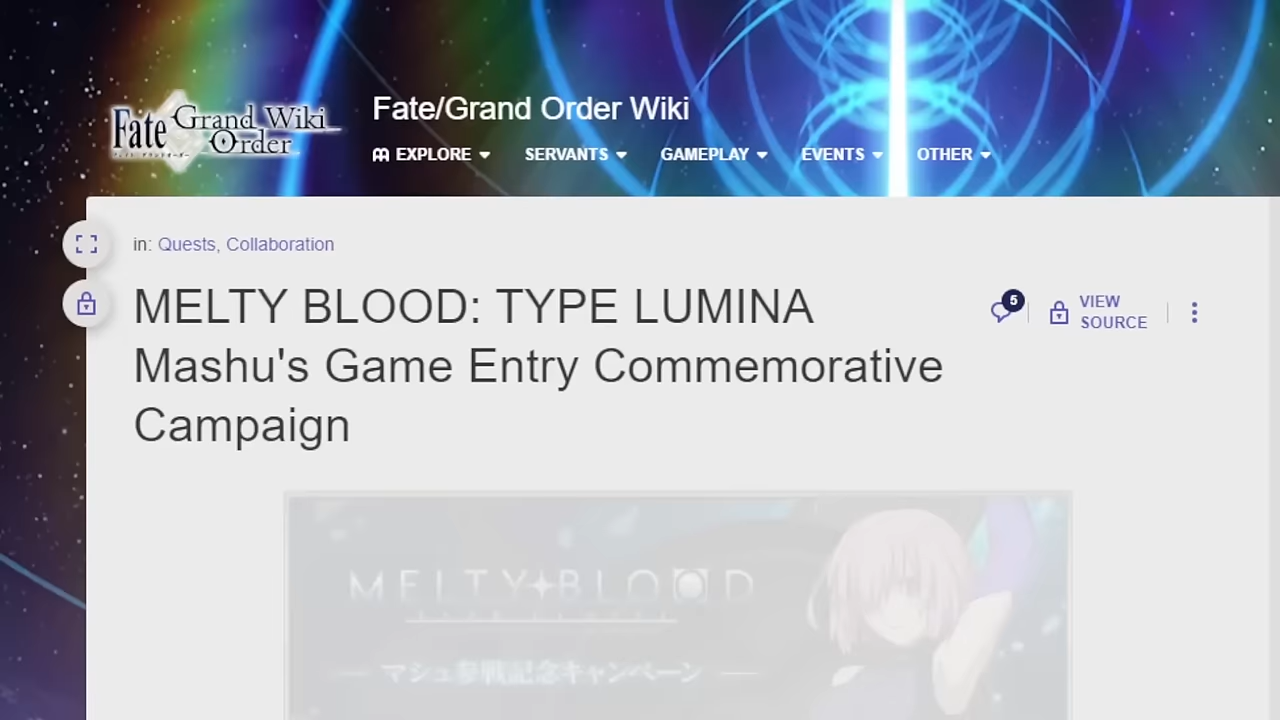 Fate/Grand Order Wiki
Fate Grand Wiki
Order
EXPLORE SERVANTS GAMEPLAY EVENTS OTHER
in: Quests, Collaboration
MELTY BLOOD: TYPE LUMINA
Mashu's Game Entry Commemorative
Campaign
5
VIEW
SOURCE
MELTY BLOOD
マシュ参戦記念キャンペーン